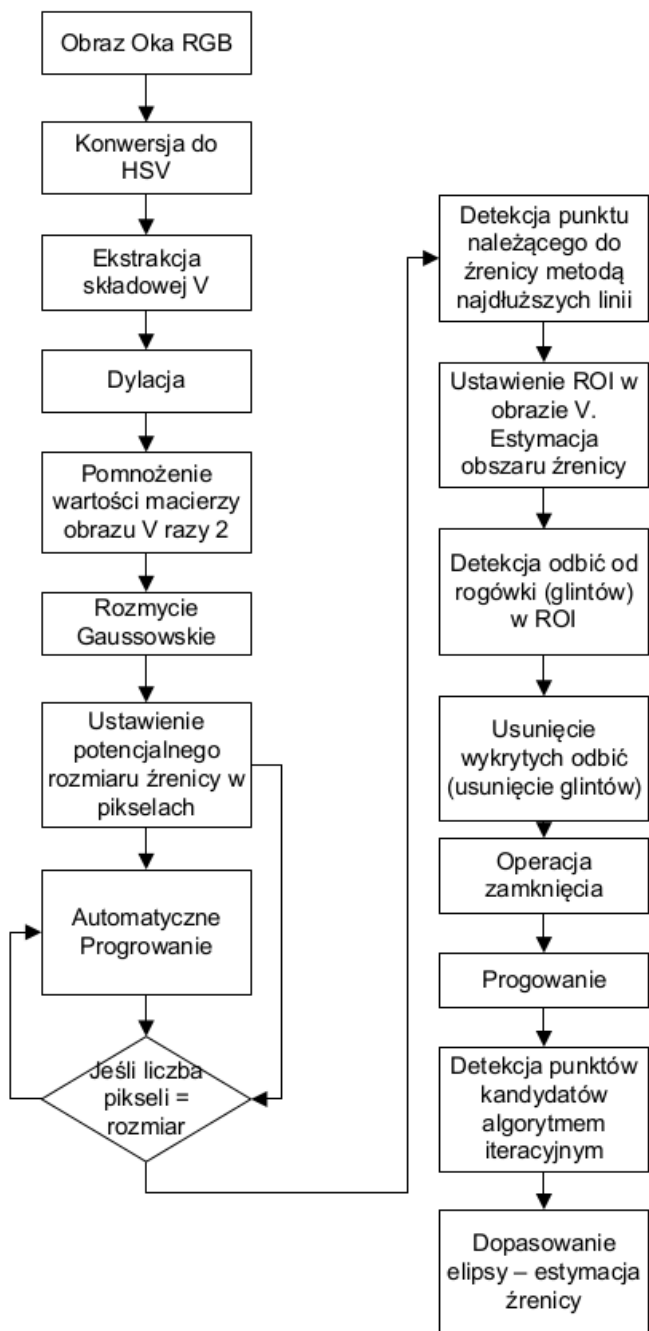 Obraz Oka RGB
Konwersja do
HSV
Ekstrakcja
składowej V
Dylacja
Pomnożenie
wartości macierzy
obrazu V razy 2
Rozmycie
Gaussowskie
Ustawienie
potencjalnego
rozmiaru źrenicy w
pikselach
Automatyczne
Progrowanie
Jeśli liczba
pikseli =
rozmiar
Detekcja punktu
należącego do
źrenicy metodą
najdłuższych linii
Ustawienie ROI w
obrazie V.
Estymacja
obszaru źrenicy
Detekcja odbić od
rogówki (glintów)
w ROI
Usunięcie
wykrytych odbić
(usunięcie glintów)
Operacja
zamknięcia
Progowanie
Detekcja punktów
kandydatów
algorytmem
iteracyjnym
Dopasowanie
elipsy – estymacja
źrenicy